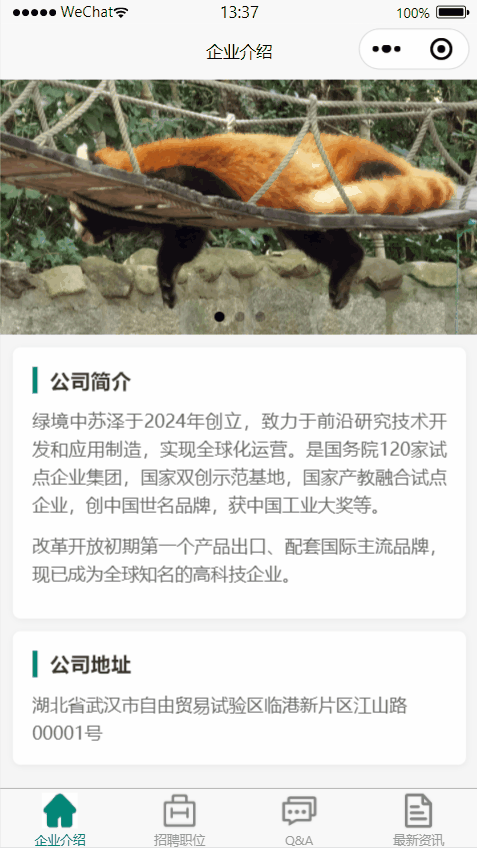 WeChat 13:37 100%
企业介绍
公司简介
绿境中苏泽于2024年创立，致力于前沿研究技术开
发和应用制造，实现全球化运营。是国务院120家试
点企业集团，国家双创示范基地，国家产教融合试点
企业，创中国世名品牌，获中国工业大奖等。
改革开放初期第一个产品出口、配套国际主流品牌，
现已成为全球知名的高科技企业。
公司地址
湖北省武汉市自由贸易试验区临港新片区江山路
00001号
企业介绍 招聘职位 Q&A 最新资讯